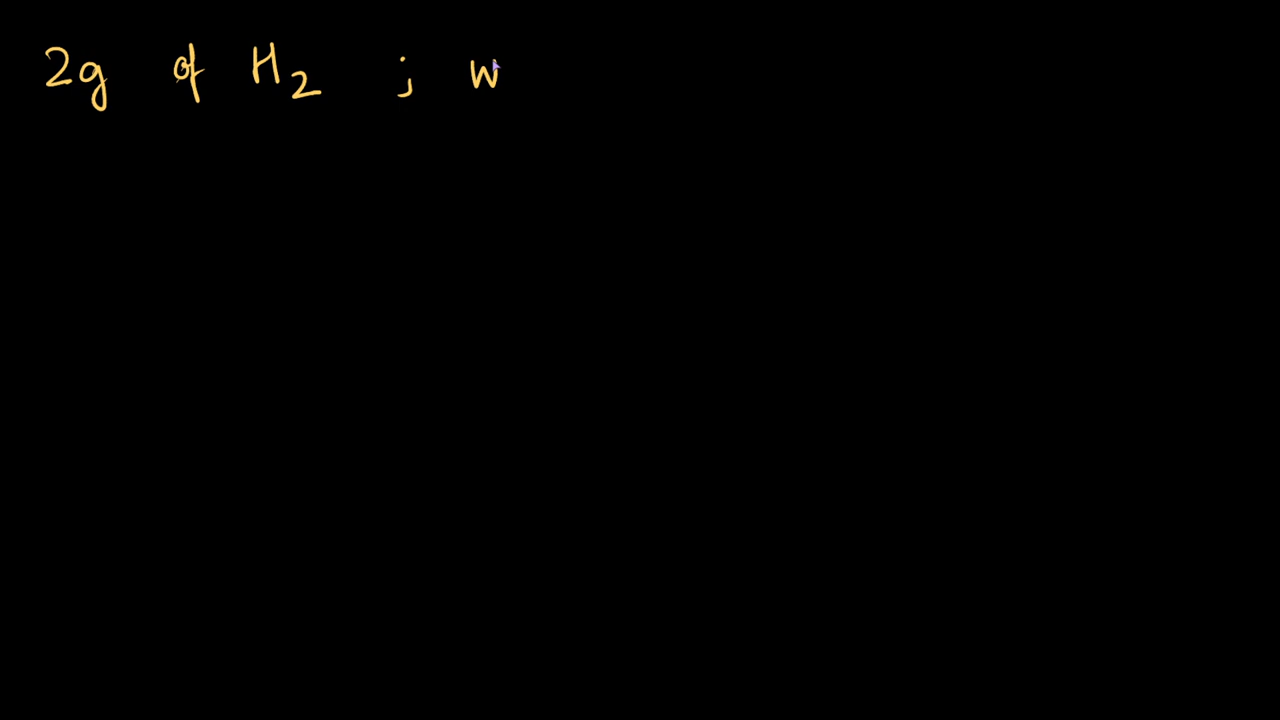 2g of H₂ ; w